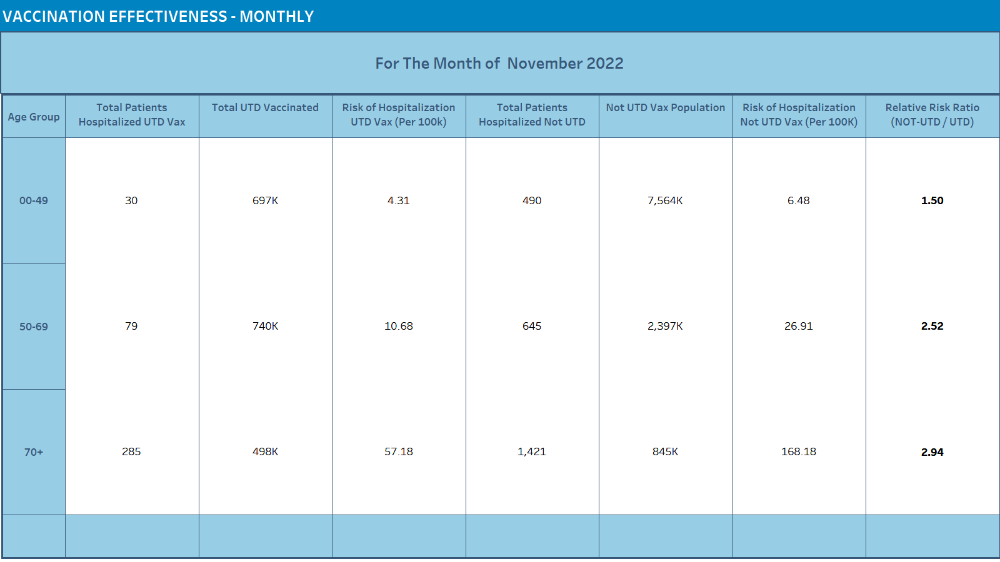 VACCINATION EFFECTIVENESS - MONTHLY
For The Month of November 2022
Age Group
Total Patients
Hospitalized UTD Vax
Total UTD Vaccinated
Risk of Hospitalization
UTD Vax (Per 100k)
Total Patients
Hospitalized Not UTD
Not UTD Vax Population
Risk of Hospitalization
Not UTD Vax (Per 100K)
Relative Risk Ratio
(NOT-UTD / UTD)
00-49 30 697K 4.31 490 7,564K 6.48 1.50
50-69 79 740K 10.68 645 2,397K 26.91 2.52
70+ 285 498K 57.18 1,421 845K 168.18 2.94